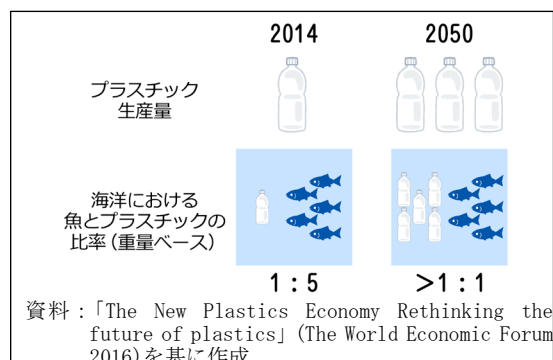 2014 2050
プラスチック
生産量
海洋における
魚とプラスチックの
比率(重量ベース)
1：5 >1：1
資料：「The New Plastics Economy Rethinking the
future of plastics」(The World Economic Forum
2016)を基に作成